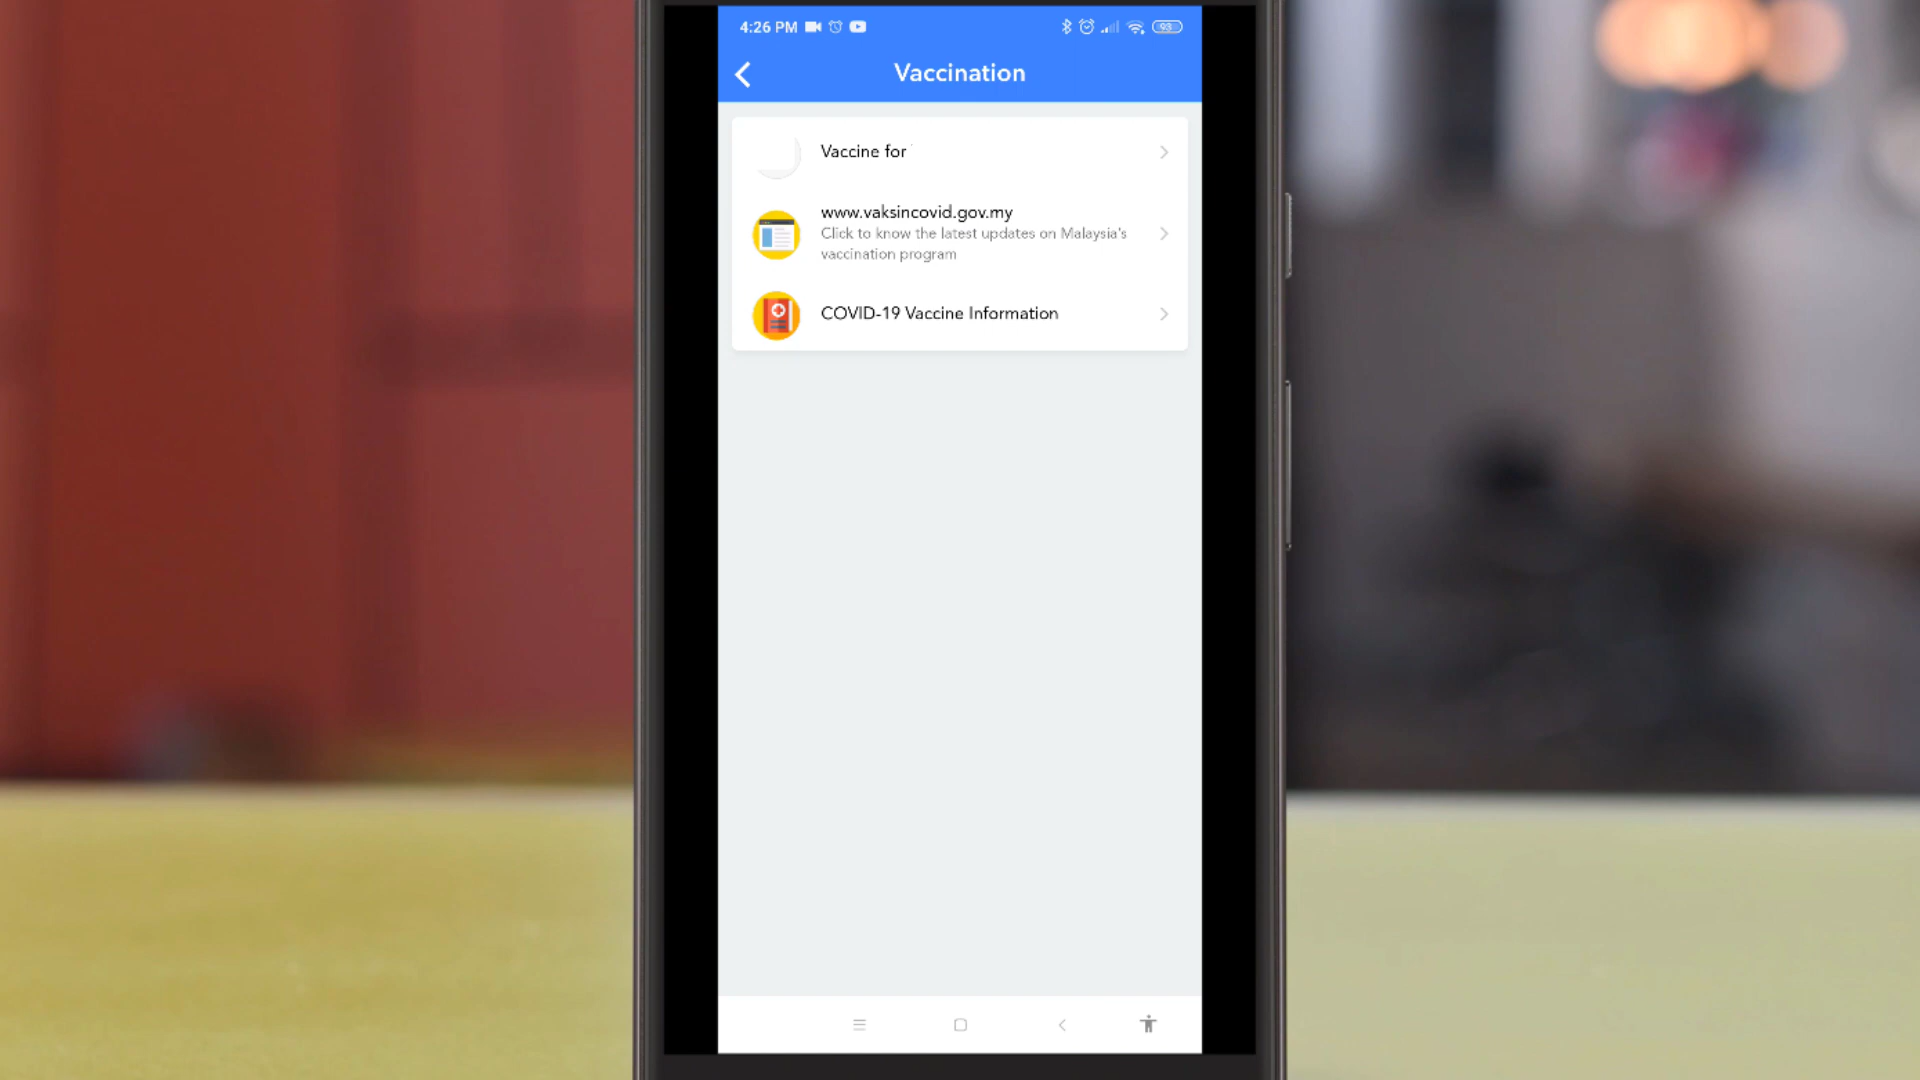 4:26 PM
93
Vaccination
Vaccine for
www.vaksincovid.gov.my
Click to know the latest updates on Malaysia's
vaccination program
COVID-19 Vaccine Information